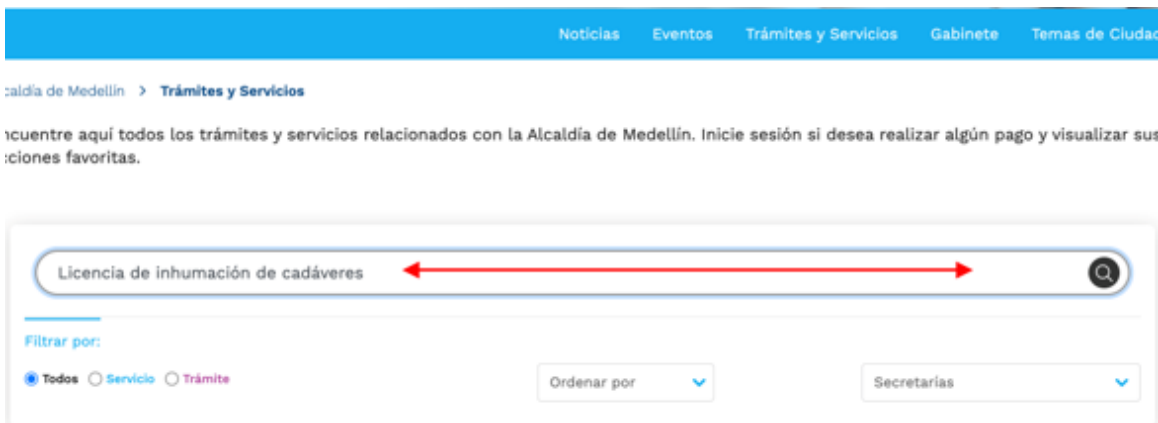 Noticias Eventos Trámites y Servicios Gabinete Temas de Ciudad
caldía de Medellín > Trámites y Servicios
ncuentre aquí todos los trámites y servicios relacionados con la Alcaldía de Medellín. Inicie sesión si desea realizar algún pago y visualizar sus
cciones favoritas.
Licencia de inhumación de cadáveres
Filtrar por:
Todos Servicio Trámite Ordenar por Secretarías